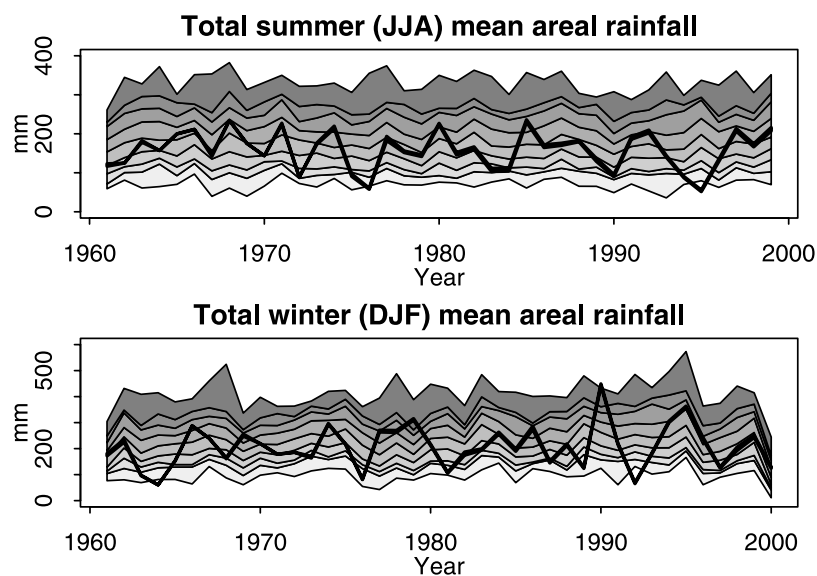 Total summer (JJA) mean areal rainfall
400
200
0
mm
1960 1970 1980 1990 2000
Year
Total winter (DJF) mean areal rainfall
500
200
0
mm
1960 1970 1980 1990 2000
Year